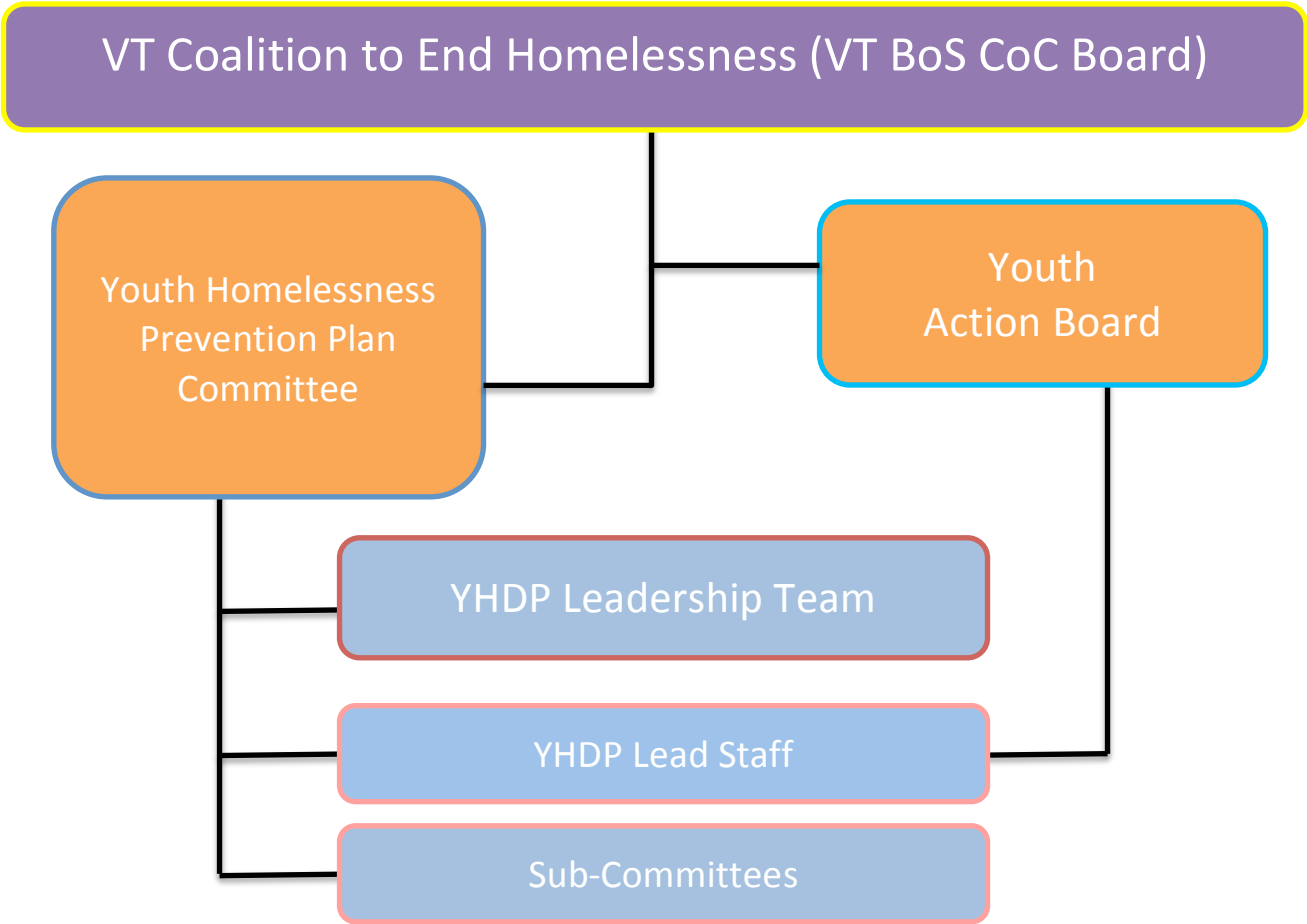 VT Coalition to End Homelessness (VT BoS CoC Board)
Youth Homelessness
Prevention Plan
Committee
Youth
Action Board
YHDP Leadership Team
YHDP Lead Staff
Sub-Committees